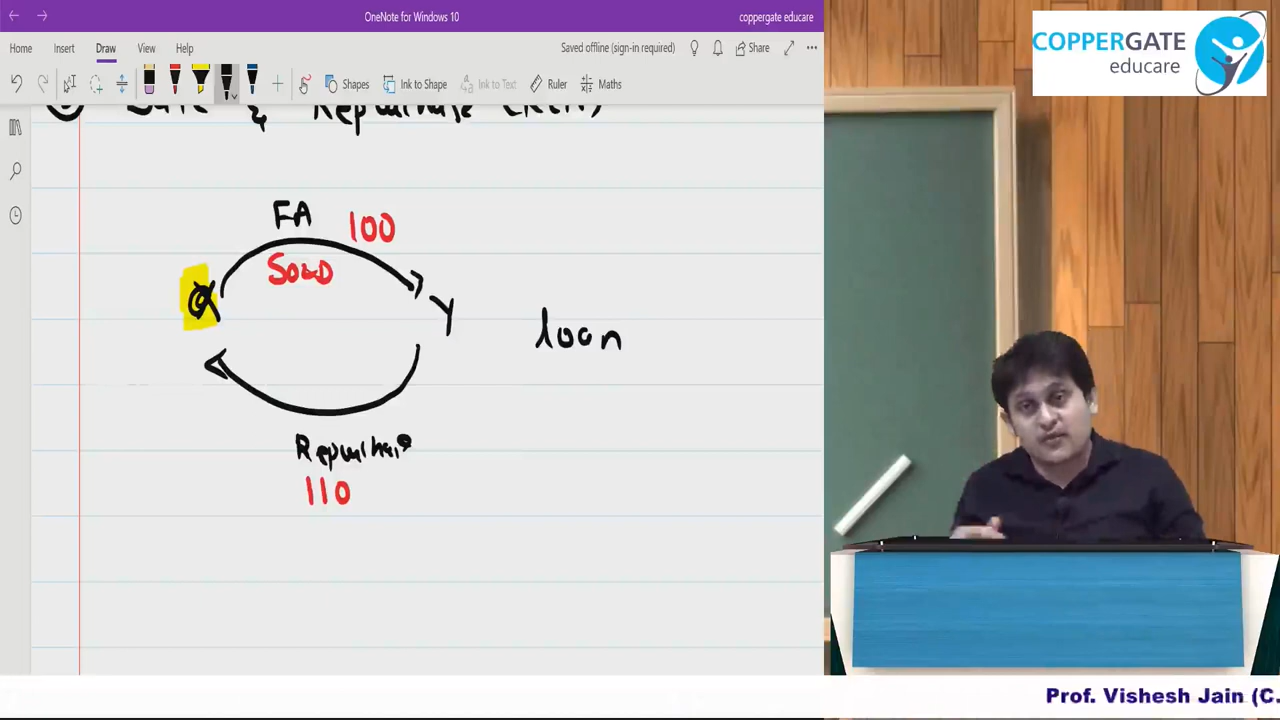 OneNote for Windows 10
coppergate educare
Home Insert Draw View Help
Saved offline (sign-in required)
Share
Shapes
Ink to Shape
Ink to Text
Ruler
Maths
COPPERGATE
educare
&
FA
100
Sold
Y
loan
110
Prof. Vishesh Jain (C.